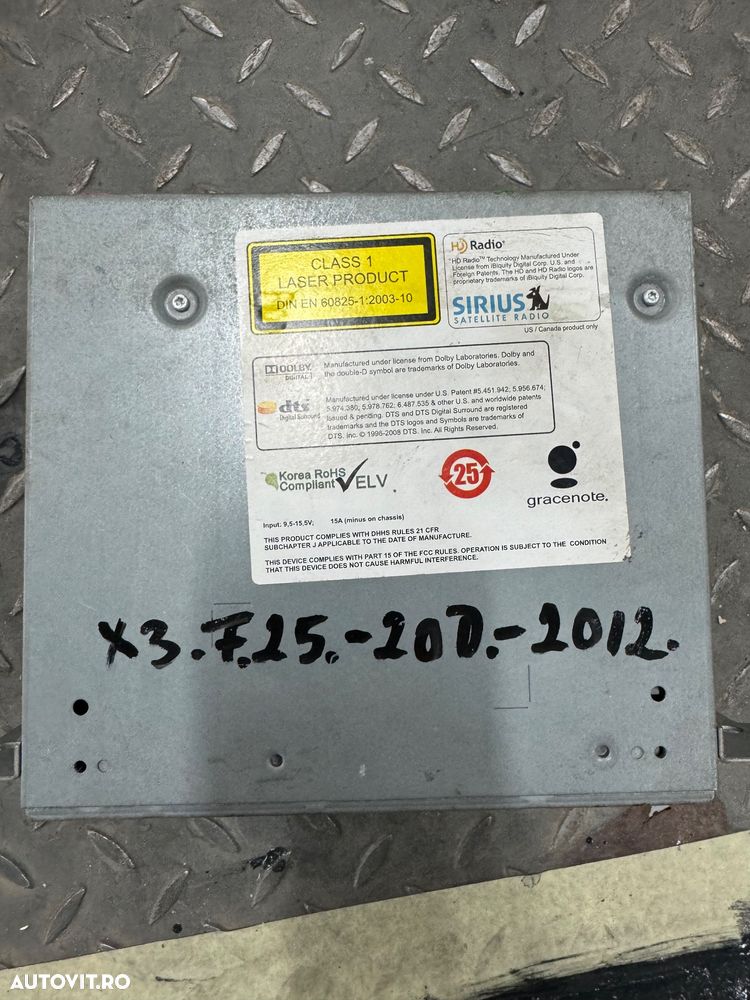 CLASS 1
LASER PRODUCT
DIN EN 60825-1:2003-10
HD Radio®
HD Radio™ Technology Manufactured Under
License from iBiquity Digital Corp. U.S. and
Foreign Patents. The HD and HD Radio logos are
proprietary trademarks of iBiquity Digital Corp.
SIRIUS
SATELLITE RADIO
US / Canada product only
DOLBY
DIGITAL
Manufactured under license from Dolby Laboratories. Dolby and
the double-D symbol are trademarks of Dolby Laboratories.
dts
Digital Surround
Manufactured under license under U.S. Patent #5.451.942; 5.956.674;
5.974.380; 5.978.762; 6.487.535 & other U.S. and worldwide patents
issued & pending. DTS and DTS Digital Surround are registered
trademarks and the DTS logos and Symbols are trademarks of
DTS, Inc. © 1996-2008 DTS, Inc. All Rights Reserved.
Korea RoHS
Compliant ELV
25
gracenote.
Input: 9,5-15,5V; 15A (minus on chassis)
THIS PRODUCT COMPLIES WITH DHHS RULES 21 CFR
SUBCHAPTER J APPLICABLE TO THE DATE OF MANUFACTURE.
THIS DEVICE COMPLIES WITH PART 15 OF THE FCC RULES. OPERATION IS SUBJECT TO THE CONDITION
THAT THIS DEVICE DOES NOT CAUSE HARMFUL INTERFERENCE.
X3.F.25.-20D.-2012.
AUTOVIT.RO